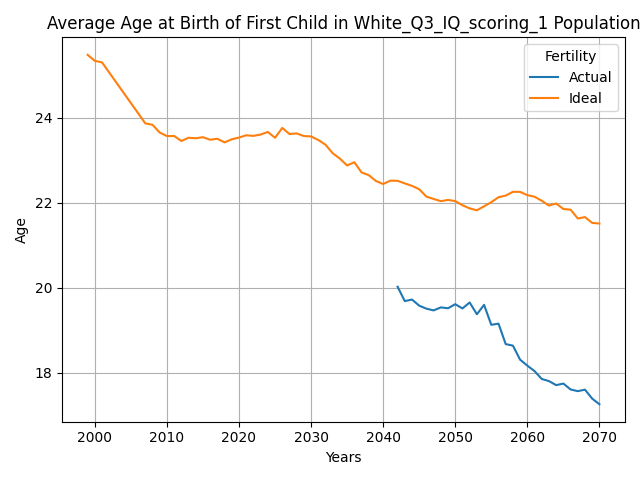 Average Age at Birth of First Child in White_Q3_IQ_scoring_1 Population
Fertility
Actual
Ideal
24
22
20
18
Age
2000 2010 2020 2030 2040 2050 2060 2070
Years